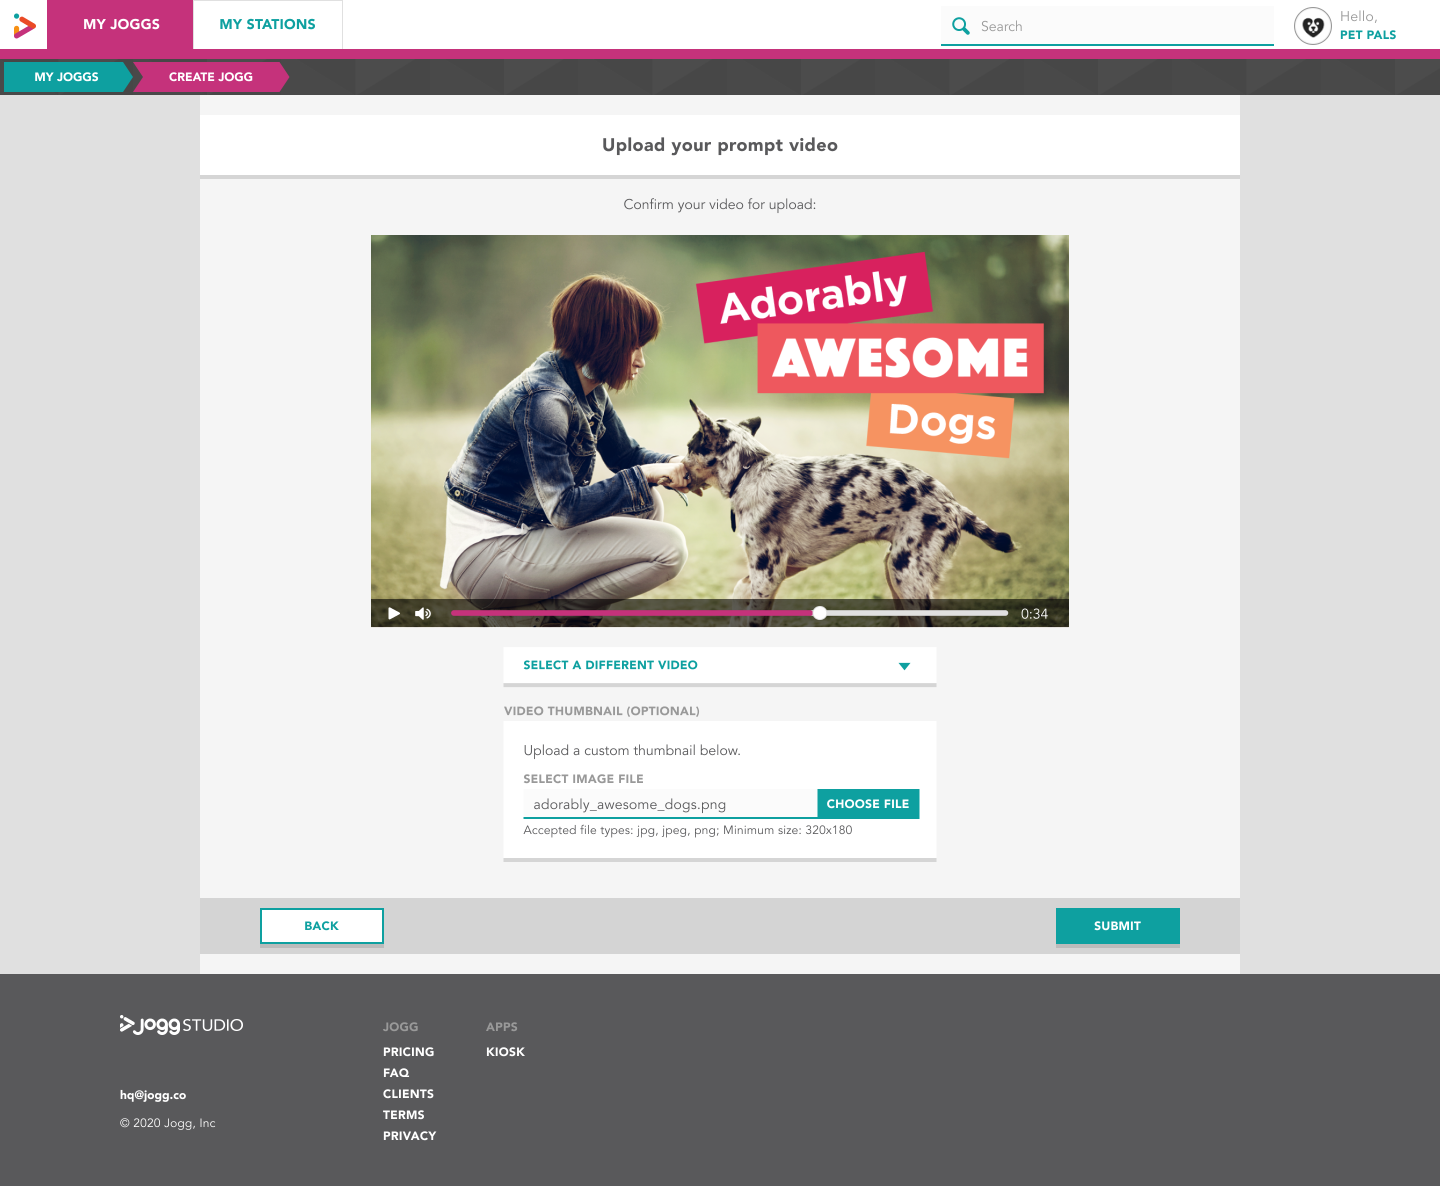 MY JOGGS
MY STATIONS
Search
Hello,
PET PALS
MY JOGGS
CREATE JOGG
Upload your prompt video
Confirm your video for upload:
Adorably
AWESOME
Dogs
0:34
SELECT A DIFFERENT VIDEO
VIDEO THUMBNAIL (OPTIONAL)
Upload a custom thumbnail below.
SELECT IMAGE FILE
adorably_awesome_dogs.png
CHOOSE FILE
Accepted file types: jpg, jpeg, png; Minimum size: 320x180
BACK
SUBMIT
jogg STUDIO
hq@jogg.co
© 2020 Jogg, Inc
JOGG
PRICING
FAQ
CLIENTS
TERMS
PRIVACY
APPS
KIOSK